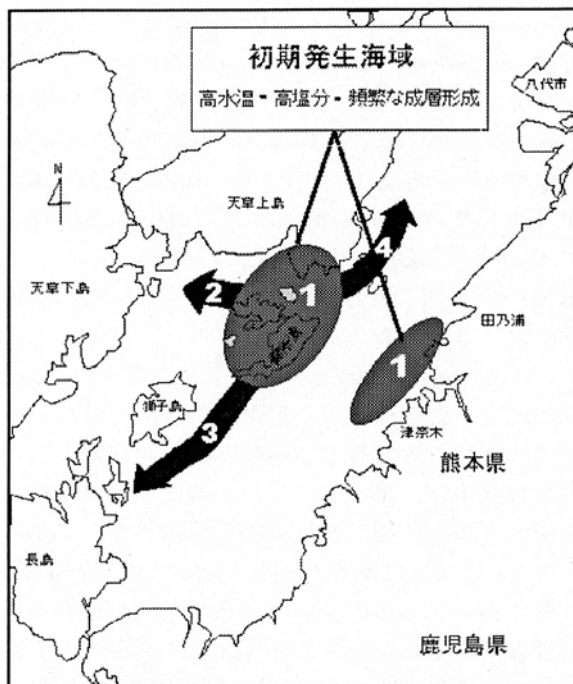 初期発生海域
高水温・高塩分・頻繁な成層形成
八代市
N
天草上島
4
天草下島
2
1
田乃浦
1
獅子島
3
津奈木
熊本県
長島
鹿児島県